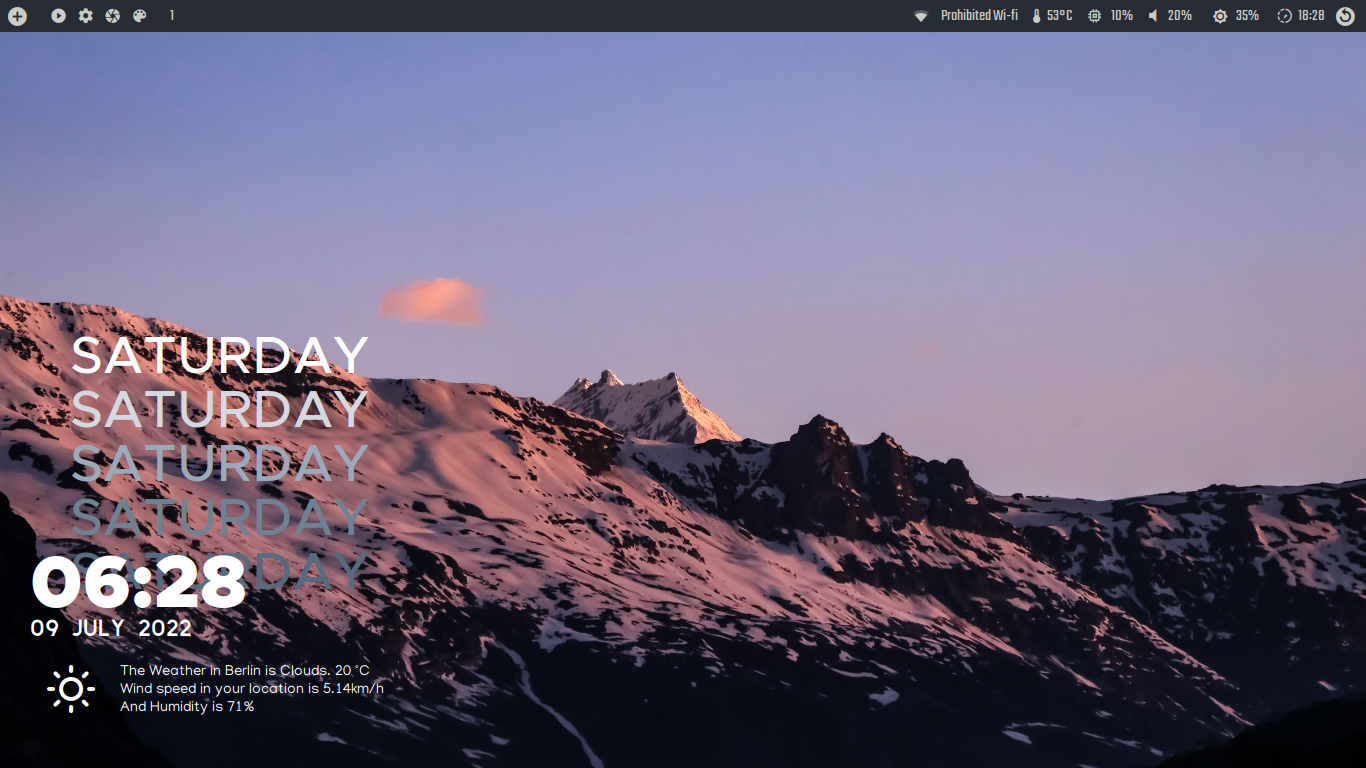 1 Prohibited Wi-fi 53°C 10% 20% 35% 18:28
SATURDAY
SATURDAY
SATURDAY
SATURDAY
SATURDAY
06:28
09 JULY 2022
The Weather in Berlin is Clouds. 20 °C
Wind speed in your location is 5.14km/h
And Humidity is 71%